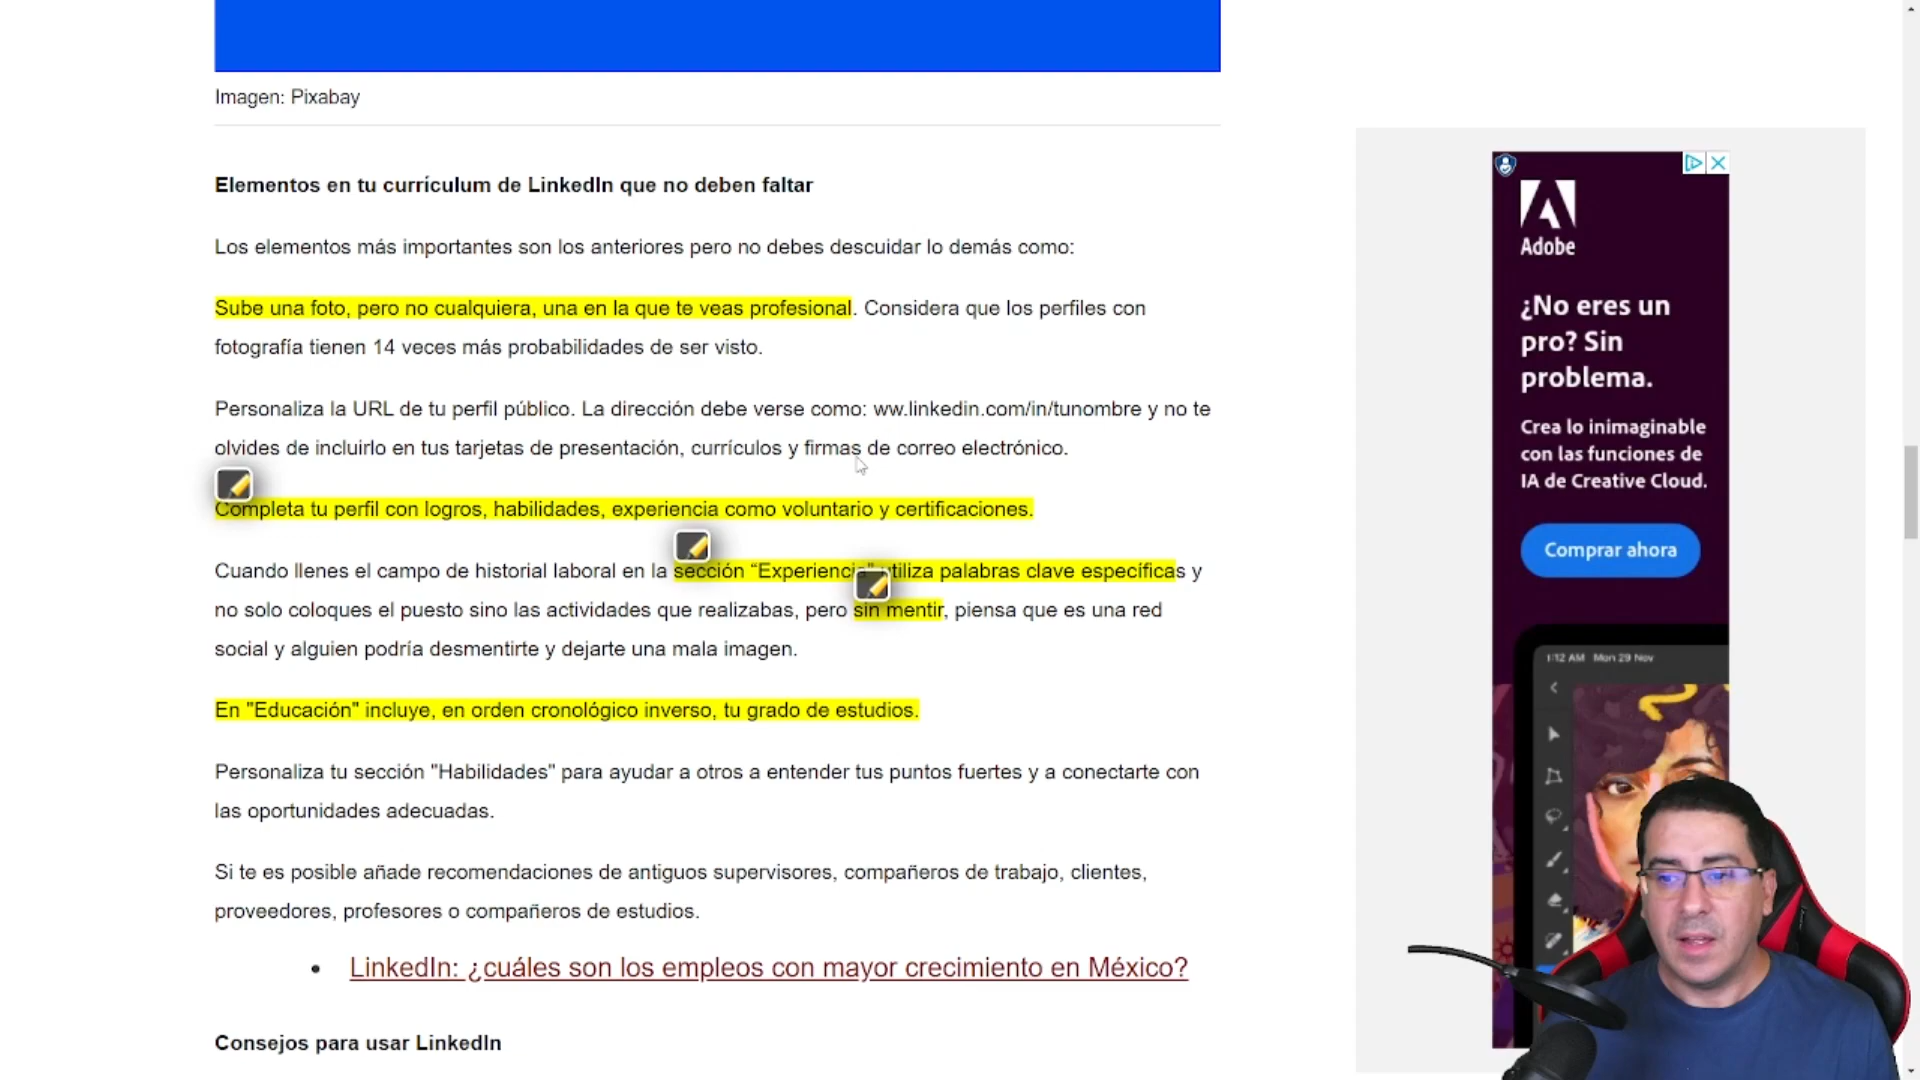 Imagen: Pixabay
Elementos en tu currículum de LinkedIn que no deben faltar
Los elementos más importantes son los anteriores pero no debes descuidar lo demás como:
Sube una foto, pero no cualquiera, una en la que te veas profesional. Considera que los perfiles con
fotografía tienen 14 veces más probabilidades de ser visto.
Personaliza la URL de tu perfil público. La dirección debe verse como: ww.linkedin.com/in/tunombre y no te
olvides de incluirlo en tus tarjetas de presentación, currículos y firmas de correo electrónico.
Completa tu perfil con logros, habilidades, experiencia como voluntario y certificaciones.
Cuando llenes el campo de historial laboral en la sección “Experiencia” utiliza palabras clave específicas y
no solo coloques el puesto sino las actividades que realizabas, pero sin mentir, piensa que es una red
social y alguien podría desmentirte y dejarte una mala imagen.
En "Educación" incluye, en orden cronológico inverso, tu grado de estudios.
Personaliza tu sección "Habilidades" para ayudar a otros a entender tus puntos fuertes y a conectarte con
las oportunidades adecuadas.
Si te es posible añade recomendaciones de antiguos supervisores, compañeros de trabajo, clientes,
proveedores, profesores o compañeros de estudios.
• LinkedIn: ¿cuáles son los empleos con mayor crecimiento en México?
Consejos para usar LinkedIn
Adobe
¿No eres un
pro? Sin
problema.
Crea lo inimaginable
con las funciones de
IA de Creative Cloud.
Comprar ahora
1:12 AM Mon 29 Nov